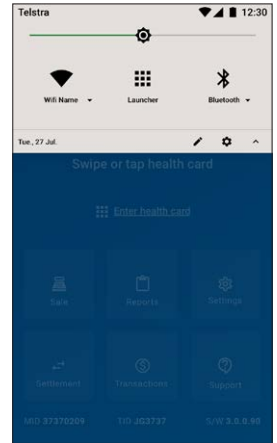 Telstra 12:30
Wifi Name Launcher Bluetooth
Tue., 27 Jul.
Swipe or tap health card
Enter health card
Sale Reports Settings
Settlement Transactions Support
MID 37370209 TID JG3737 S/W 3.0.0.90